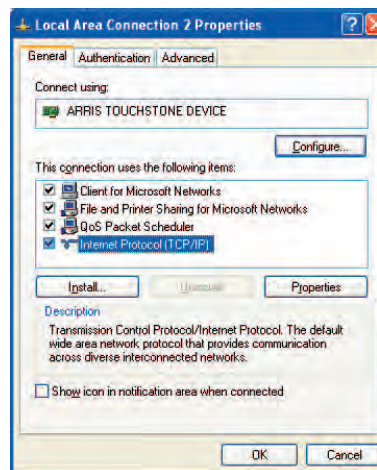 Local Area Connection 2 Properties
General Authentication Advanced
Connect using:
ARRIS TOUCHSTONE DEVICE
Configure...
This connection uses the following items:
Client for Microsoft Networks
File and Printer Sharing for Microsoft Networks
QoS Packet Scheduler
Internet Protocol (TCP/IP)
Install... Uninstall Properties
Description
Transmission Control Protocol/Internet Protocol. The default
wide area network protocol that provides communication
across diverse interconnected networks.
Show icon in notification area when connected
OK Cancel